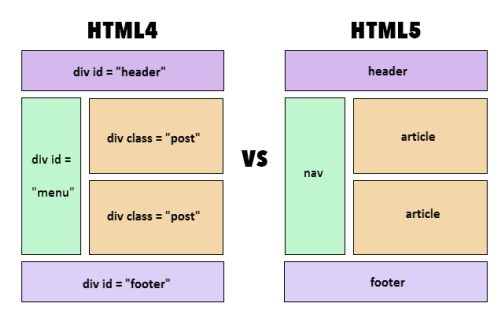 HTML4
HTML5
div id = "header"
header
div id =
"menu"
div class = "post"
div class = "post"
VS
nav
article
article
div id = "footer"
footer